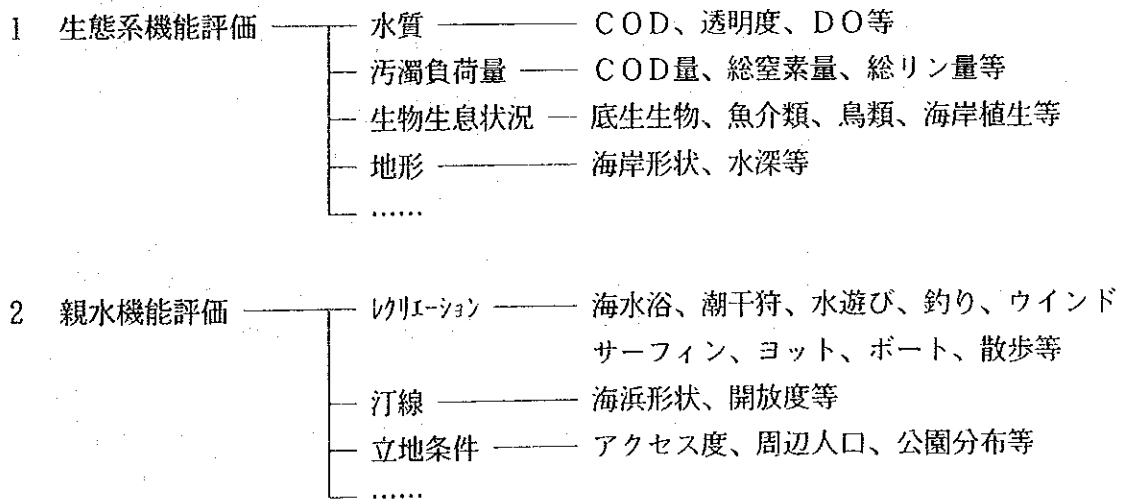 1 生態系機能評価 水質 COD、透明度、DO等
汚濁負荷量 COD量、総窒素量、総リン量等
生物生息状況 底生生物、魚介類、鳥類、海岸植生等
地形 海岸形状、水深等
……
2 親水機能評価 ﾚｸﾘｴｰｼｮﾝ 海水浴、潮干狩、水遊び、釣り、ウインド
サーフィン、ヨット、ボート、散歩等
汀線 海浜形状、開放度等
立地条件 アクセス度、周辺人口、公園分布等
……